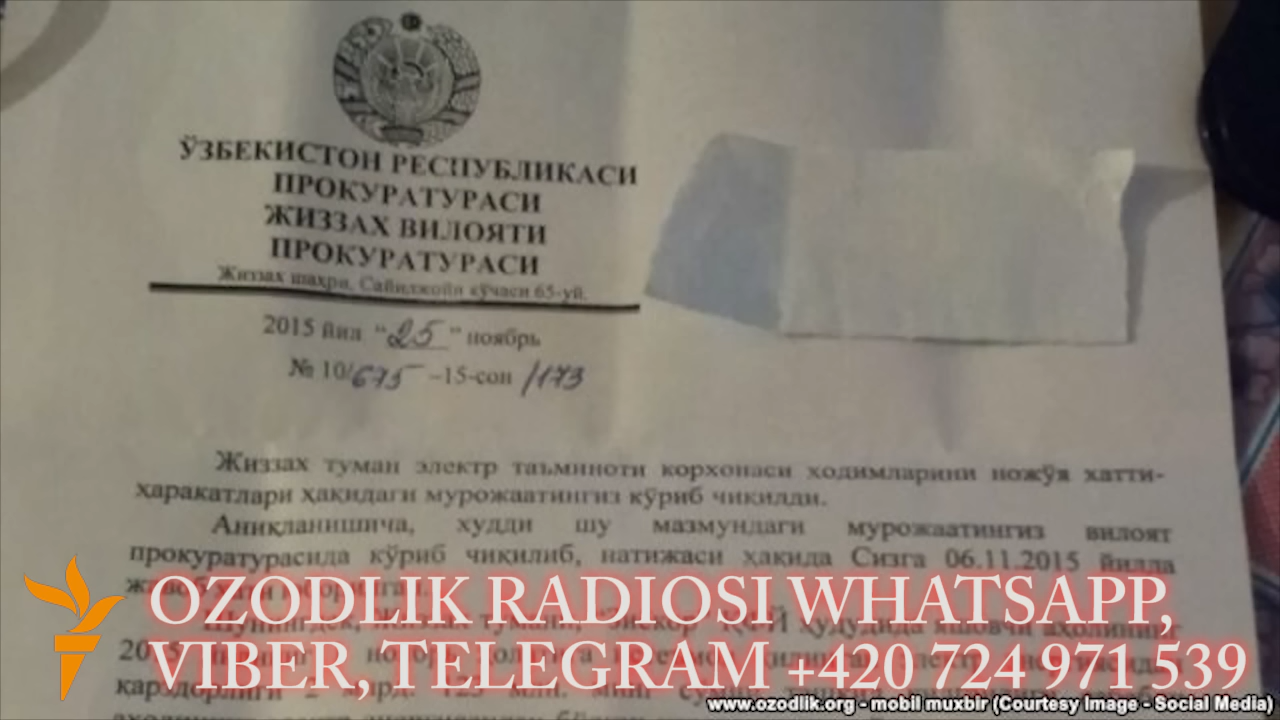 ЎЗБЕКИСТОН РЕСПУБЛИКАСИ
ПРОКУРАТУРАСИ
ЖИЗЗАХ ВИЛОЯТИ
ПРОКУРАТУРАСИ
Жиззах шаҳри, Сайилжойи кўчаси 65-уй.
2015 йил "25" ноябрь
№ 10/675 –15-сон /173
Жиззах туман электр таъминоти корхонаси ходимларини ножўя хатти-
ҳаракатлари ҳақидаги мурожаатингиз кўриб чиқилди.
Аниқланишича, худди шу мазмундаги мурожаатингиз вилоят
прокуратурасида кўриб чиқилиб, натижаси ҳақида Сизга 06.11.2015 йилда
OZODLIK RADIOSI WHATSAPP,
VIBER, TELEGRAM +420 724 971 539
www.ozodlik.org - mobil muxbir (Courtesy Image - Social Media)